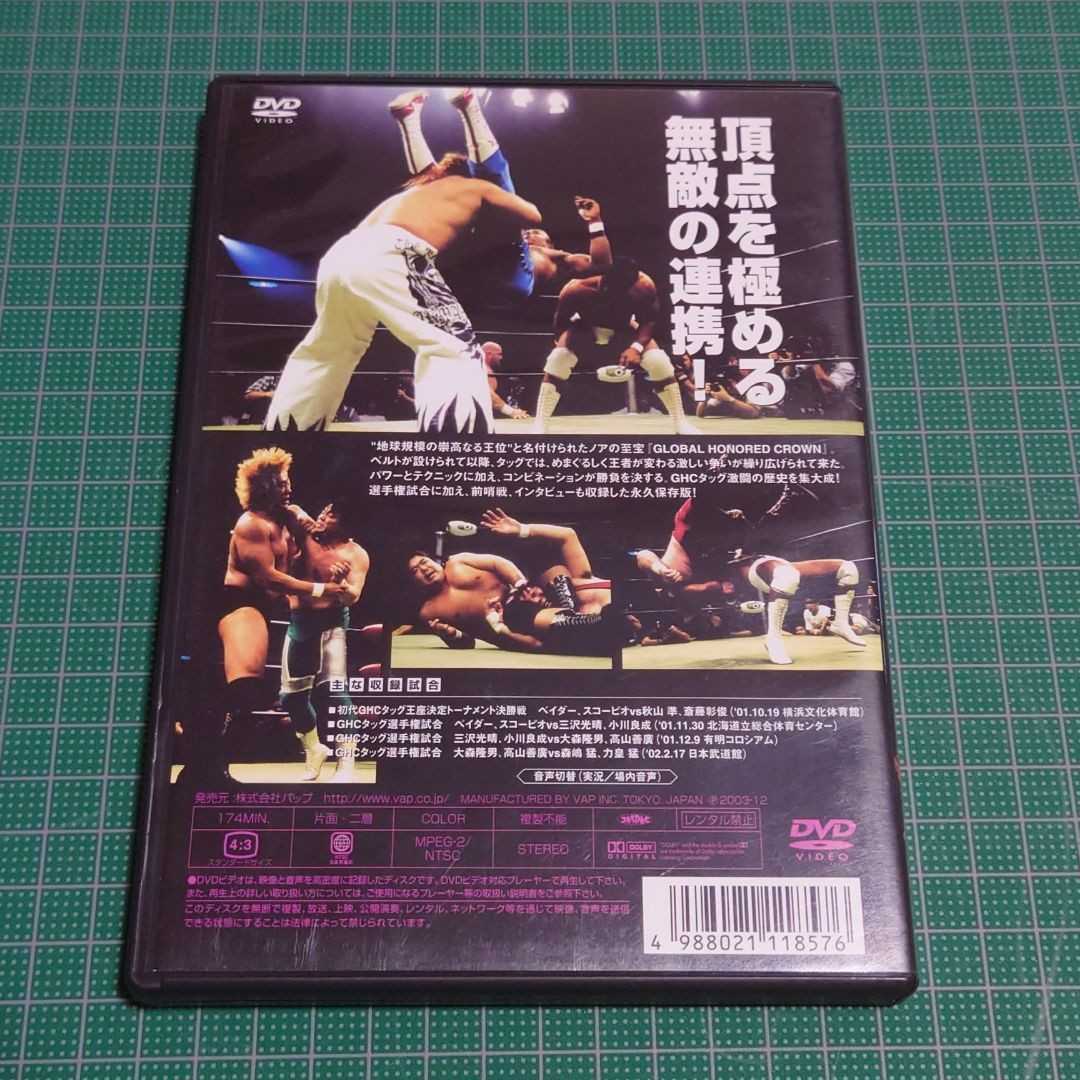 DVD
VIDEO
頂点を極める
無敵の連携！
"地球規模の崇高なる王位"と名付けられたノアの至宝『GLOBAL HONORED CROWN』。
ベルトが設けられて以降、タッグでは、めまぐるしく王者が変わる激しい争いが繰り広げられて来た。
パワーとテクニックに加え、コンビネーションが勝負を決する。GHCタッグ激闘の歴史を集大成!
選手権試合に加え、前哨戦、インタビューも収録した永久保存版!
主な収録試合
■初代GHCタッグ王座決定トーナメント決勝戦 ベイダー、スコーピオvs秋山 準、斎藤彰俊('01.10.19 横浜文化体育館)
■GHCタッグ選手権試合 ベイダー、スコーピオvs三沢光晴、小川良成('01.11.30 北海道立総合体育センター)
■GHCタッグ選手権試合 三沢光晴、小川良成vs大森隆男、高山善廣('01.12.9 有明コロシアム)
■GHCタッグ選手権試合 大森隆男、高山善廣vs森嶋 猛、力皇 猛('02.2.17 日本武道館)
音声切替(実況／場内音声)
発売元:株式会社バップ http://www.vap.co.jp/ MANUFACTURED BY VAP INC. TOKYO. JAPAN ℗2003-12
174MIN. 片面・二層 COLOR 複製不能 レンタル禁止
4:3 スタンダードサイズ NTSC 日本市場向 MPEG-2/NTSC STEREO DOLBY DIGITAL
DVD
VIDEO
●DVDビデオは、映像と音声を高密度に記録したディスクです。DVDビデオ対応プレーヤーで再生して下さい。
また、再生上の詳しい取り扱い方については、ご使用になるプレーヤー等の取扱い説明書をご参照下さい。
このディスクを無断で複製、放送、上映、公開演奏、レンタル、ネットワーク等を通じて映像、音声を送信
できる状態にすることは法律によって禁じられています。
4 988021 118576